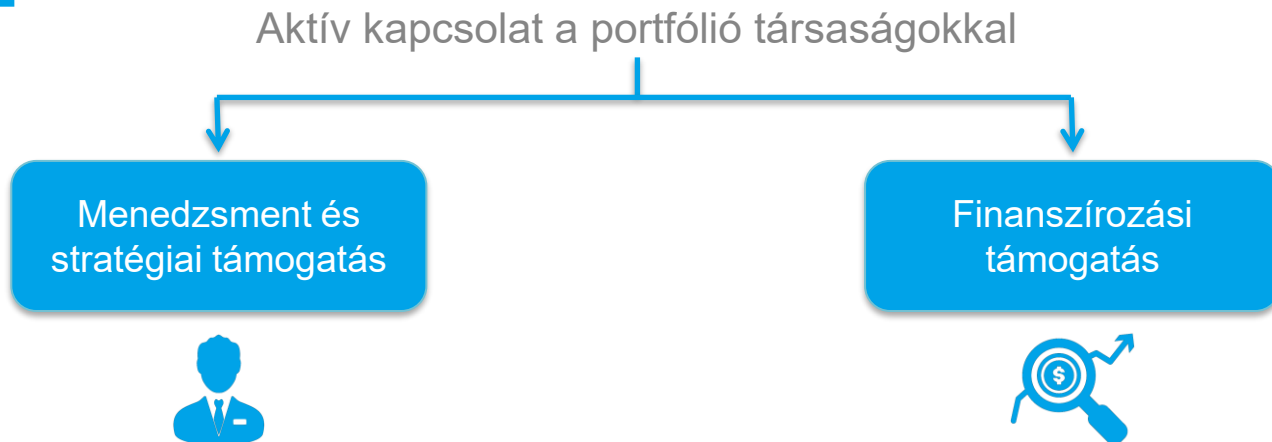 Aktív kapcsolat a portfólió társaságokkal
Menedzsment és
stratégiai támogatás
Finanszírozási
támogatás
$